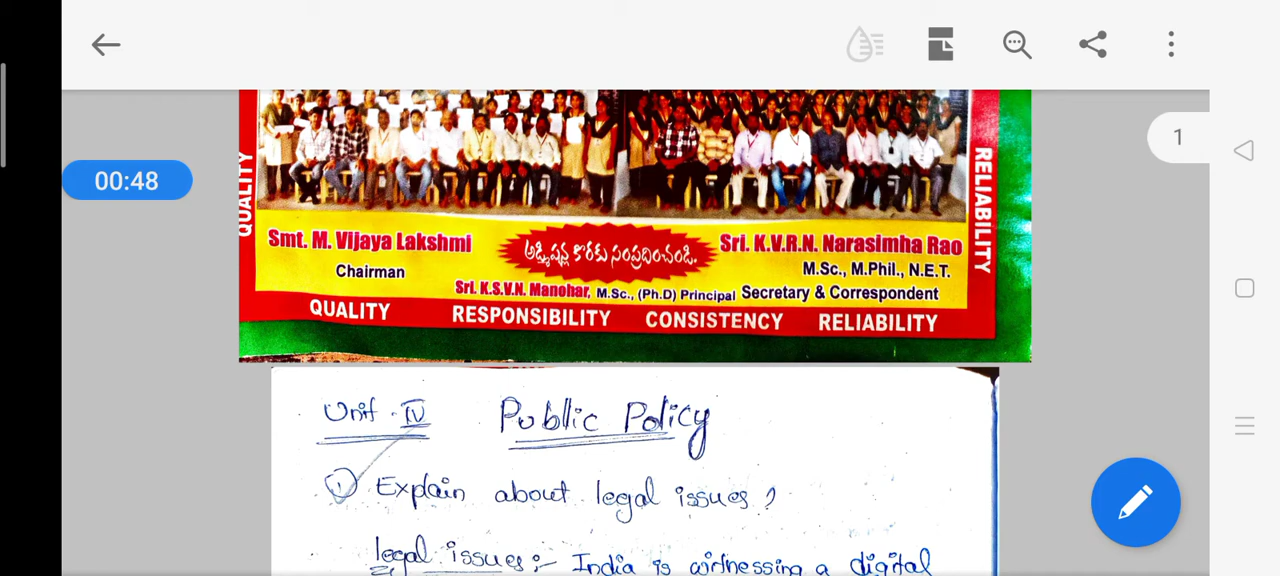 1
00:48
QUALITY
RELIABILITY
Smt. M. Vijaya Lakshmi
Chairman
అడ్మిషన్ల కొరకు సంప్రదించండి.
Sri. K.V.R.N. Narasimha Rao
M.Sc., M.Phil., N.E.T.
Sri. K.S.V.N. Manohar, M.Sc., (Ph.D) Principal
Secretary & Correspondent
QUALITY RESPONSIBILITY CONSISTENCY RELIABILITY
Unit - IV Public Policy
① Explain about legal issues?
legal issues :- India is witnessing a digital